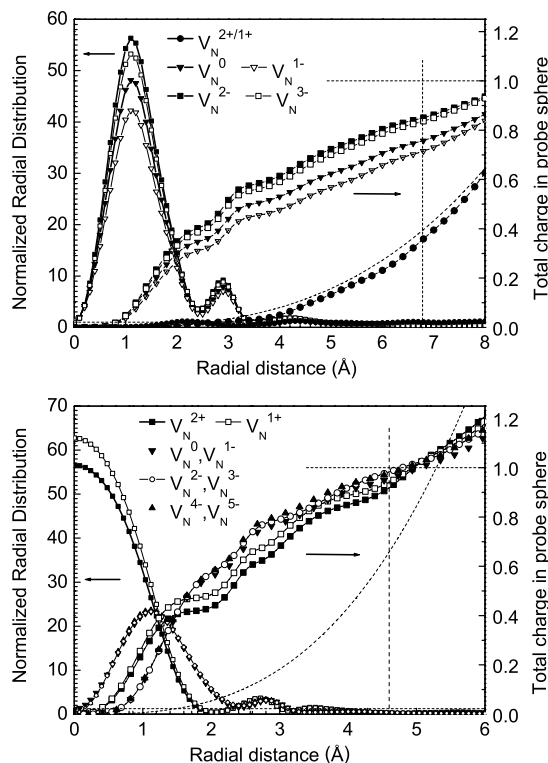 60
50
40
30
20
10
0
Normalized Radial Distribution
V_N^{2+/1+}
V_N^0 V_N^{1-}
V_N^{2-} V_N^{3-}
1.2
1.0
0.8
0.6
0.4
0.2
0.0
Total charge in probe sphere
0 1 2 3 4 5 6 7 8
Radial distance (Å)
70
60
50
40
30
20
10
0
Normalized Radial Distribution
V_N^{2+} V_N^{1+}
V_N^0, V_N^{1-}
V_N^{2-}, V_N^{3-}
V_N^{4-}, V_N^{5-}
1.2
1.0
0.8
0.6
0.4
0.2
0.0
Total charge in probe sphere
0 1 2 3 4 5 6
Radial distance (Å)